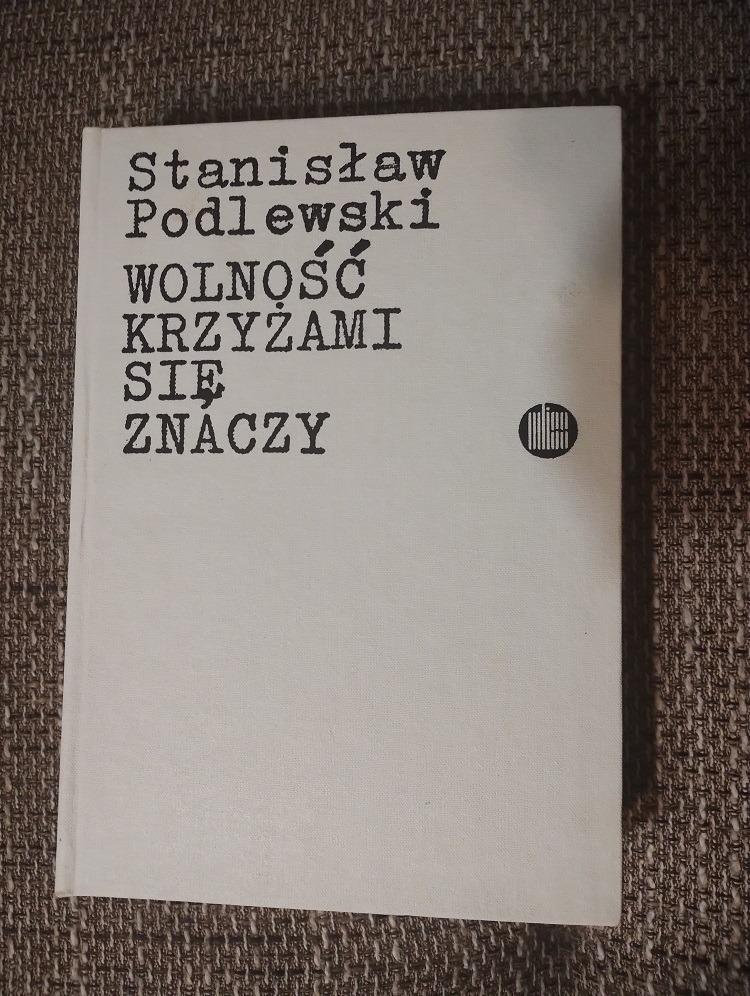 Stanisław
Podlewski
WOLNOŚĆ
KRZYŻAMI
SIĘ
ZNACZY